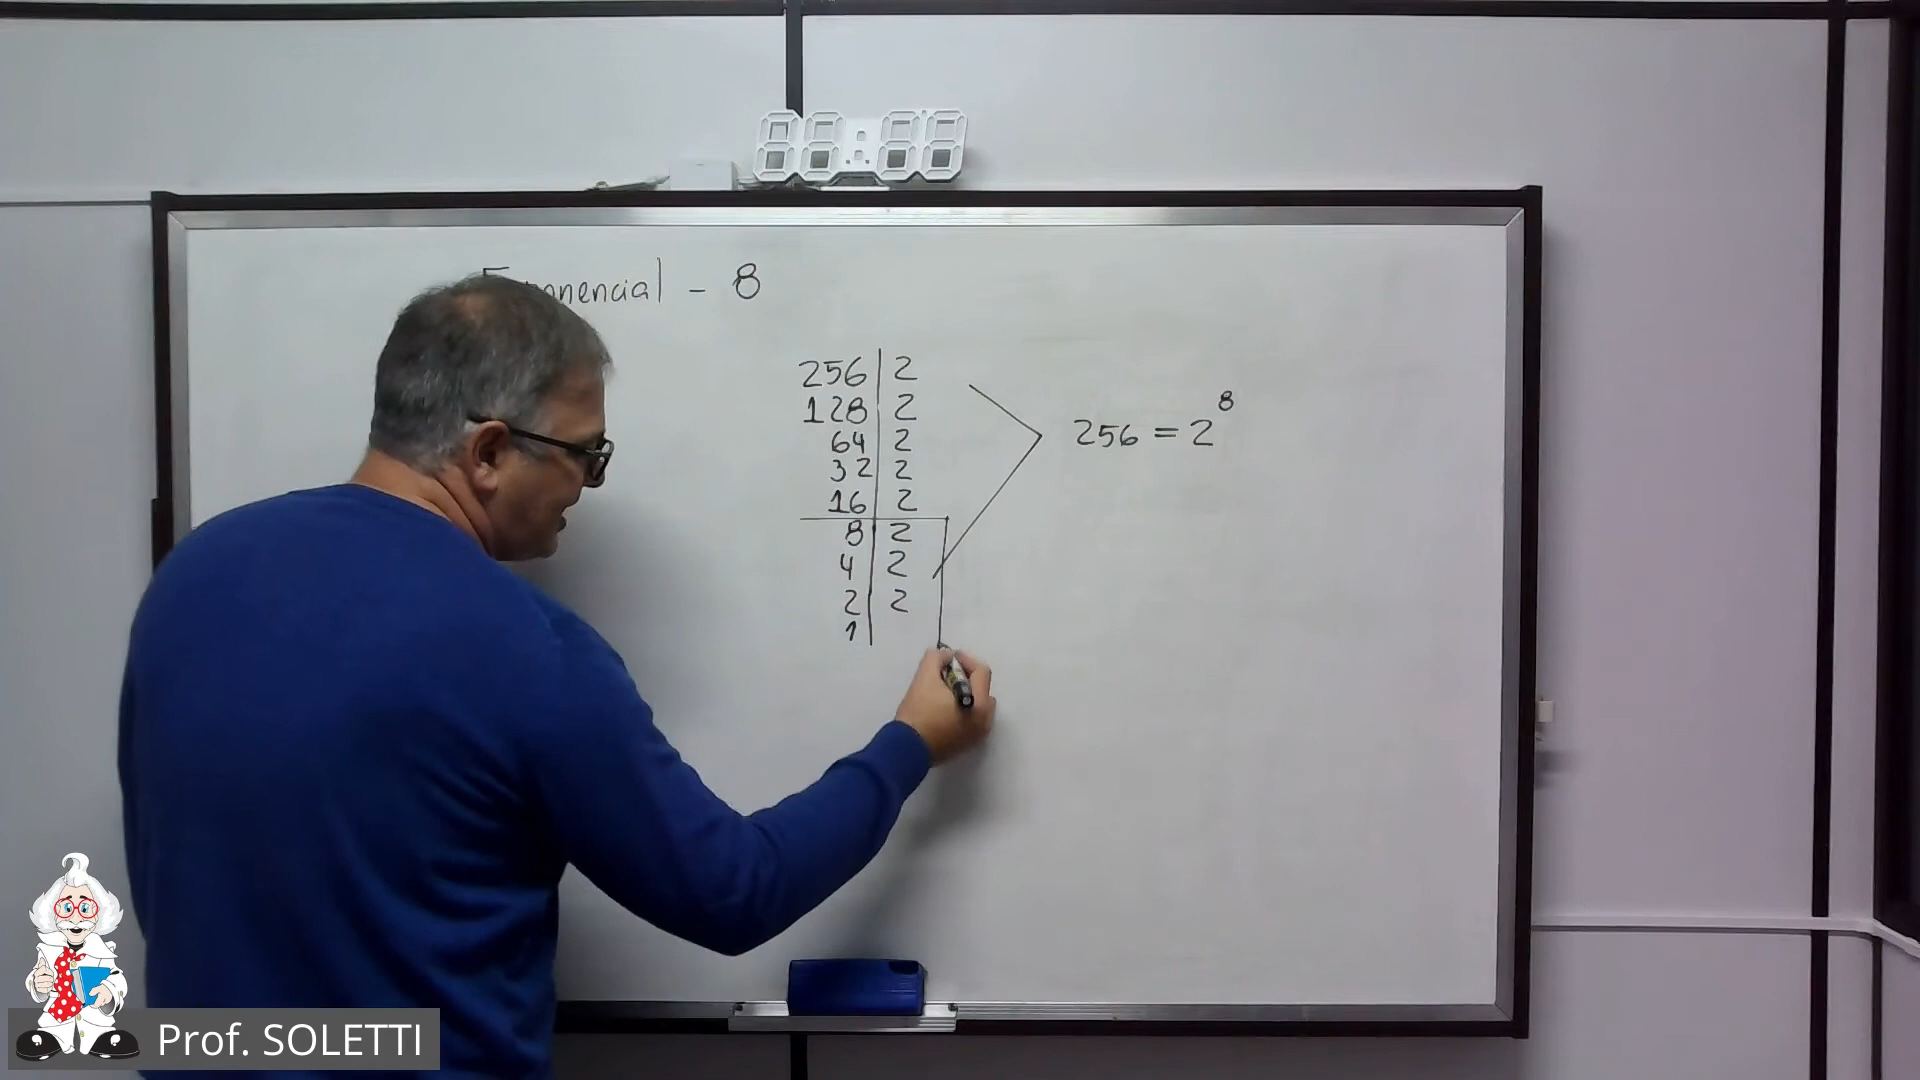 Exponencial - 8
256 | 2
128 | 2
64 | 2
32 | 2
16 | 2
8 | 2
4 | 2
2 | 2
1 |
256 = 2⁸
Prof. SOLETTI